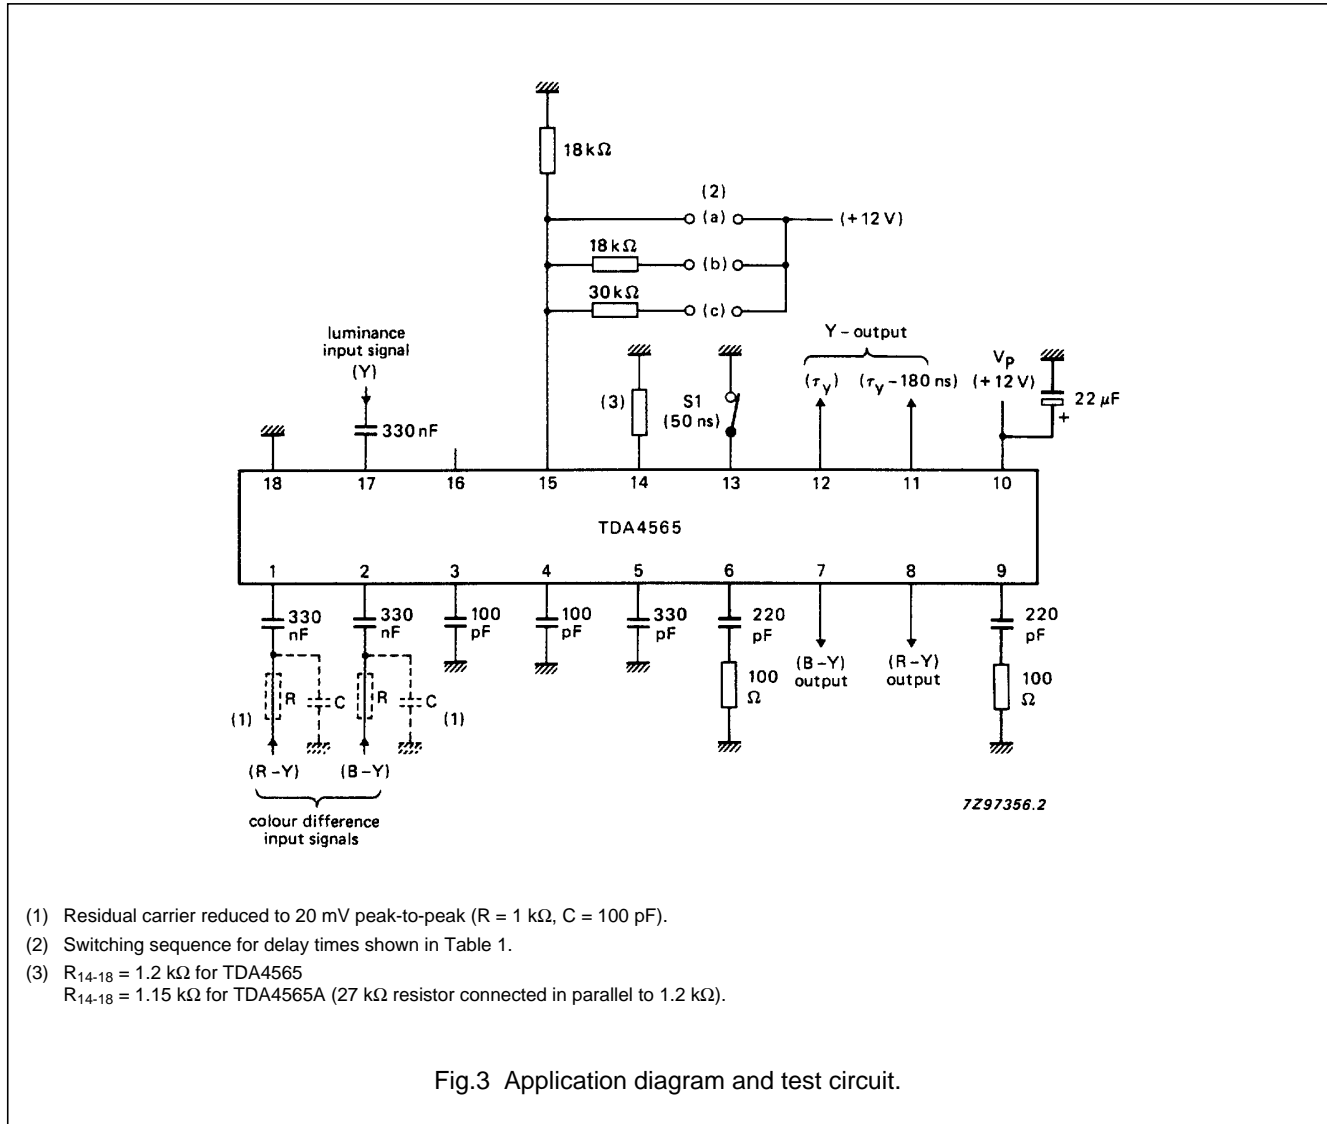 18 kΩ
(2)
(a)
(+12 V)
18 kΩ
(b)
30 kΩ
(c)
luminance
input signal
(Y)
330 nF
(3)
S1
(50 ns)
Y – output
(τy)
(τy – 180 ns)
Vp
(+12 V)
22 μF
+
18 17 16 15 14 13 12 11 10
TDA4565
1 2 3 4 5 6 7 8 9
330
nF
330
nF
100
pF
100
pF
330
pF
220
pF
220
pF
100
Ω
(B–Y)
output
(R–Y)
output
100
Ω
(1)
R
C
R
C
(1)
(R–Y)
(B–Y)
colour difference
input signals
7Z97356.2
(1) Residual carrier reduced to 20 mV peak-to-peak (R = 1 kΩ, C = 100 pF).
(2) Switching sequence for delay times shown in Table 1.
(3) R14-18 = 1.2 kΩ for TDA4565
R14-18 = 1.15 kΩ for TDA4565A (27 kΩ resistor connected in parallel to 1.2 kΩ).
Fig.3 Application diagram and test circuit.